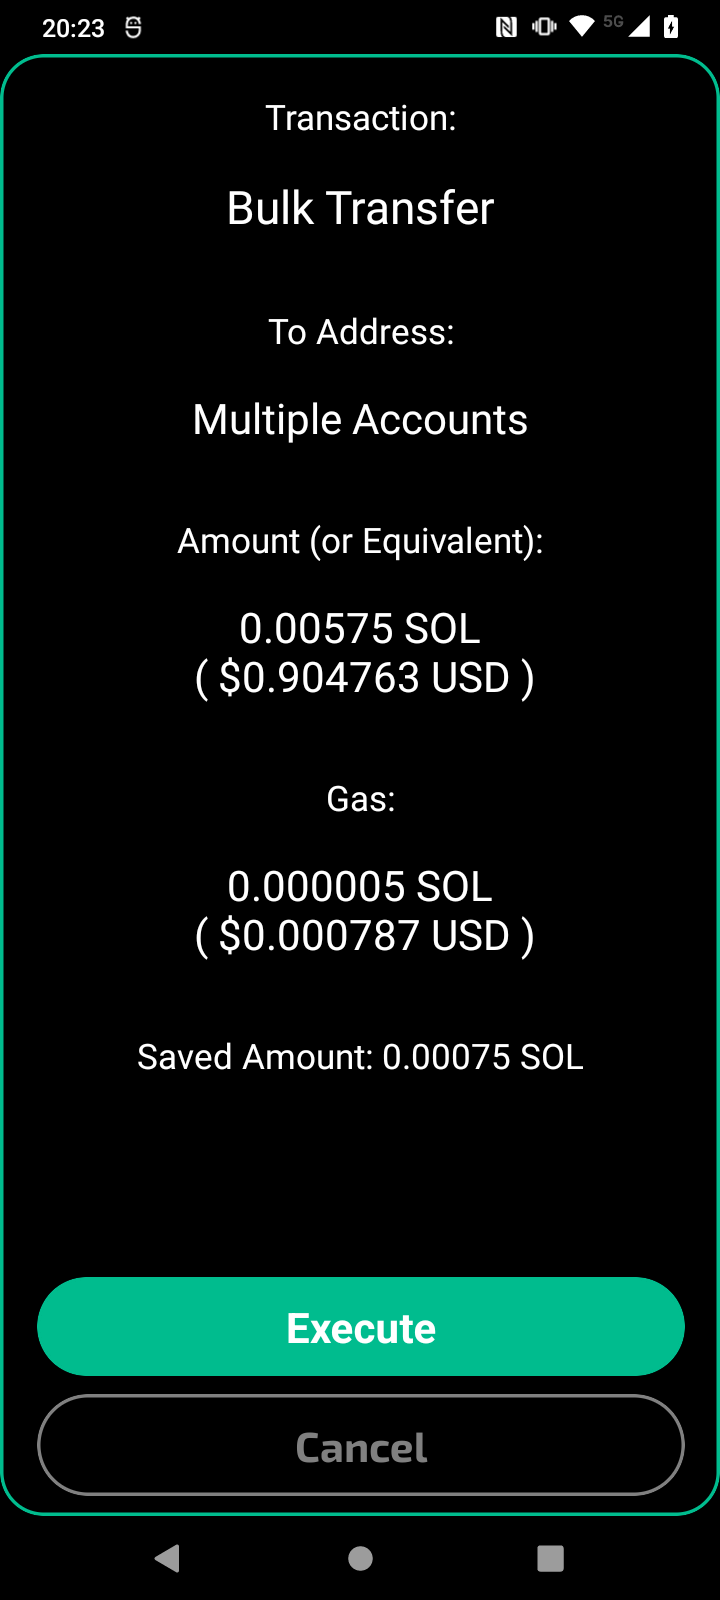 20:23
5G
Transaction:
Bulk Transfer
To Address:
Multiple Accounts
Amount (or Equivalent):
0.00575 SOL
( $0.904763 USD )
Gas:
0.000005 SOL
( $0.000787 USD )
Saved Amount: 0.00075 SOL
Execute
Cancel